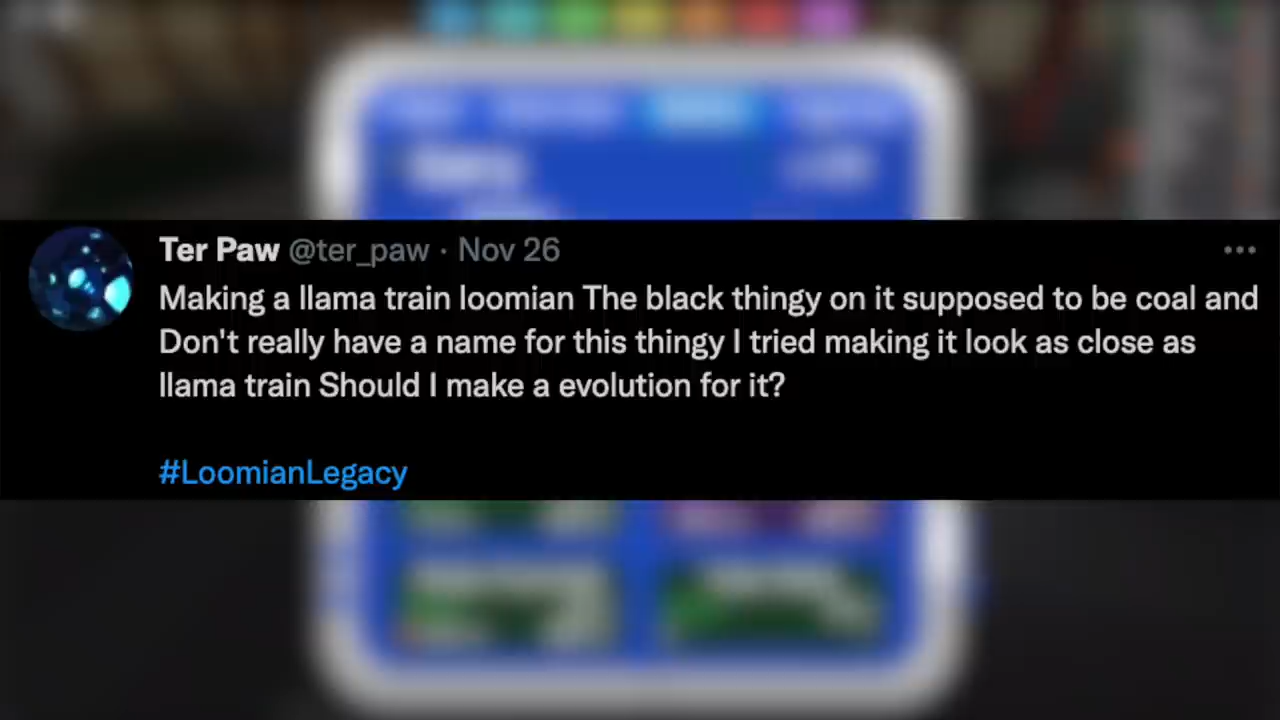 Ter Paw @ter_paw · Nov 26
Making a llama train loomian The black thingy on it supposed to be coal and
Don't really have a name for this thingy I tried making it look as close as
llama train Should I make a evolution for it?
#LoomianLegacy